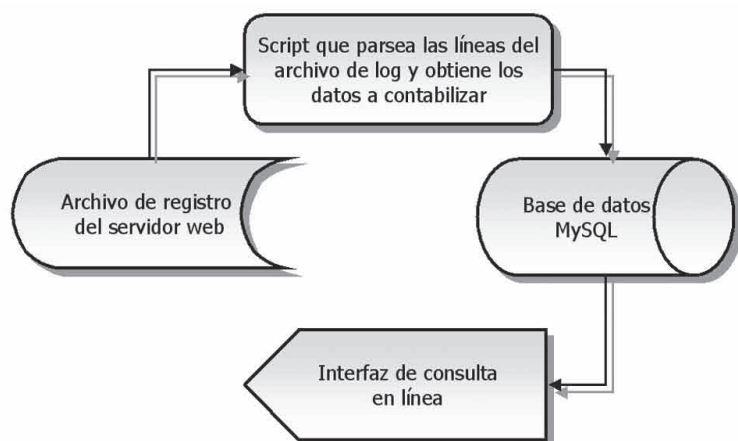 Script que parsea las líneas del
archivo de log y obtiene los
datos a contabilizar
Archivo de registro
del servidor web
Base de datos
MySQL
Interfaz de consulta
en línea